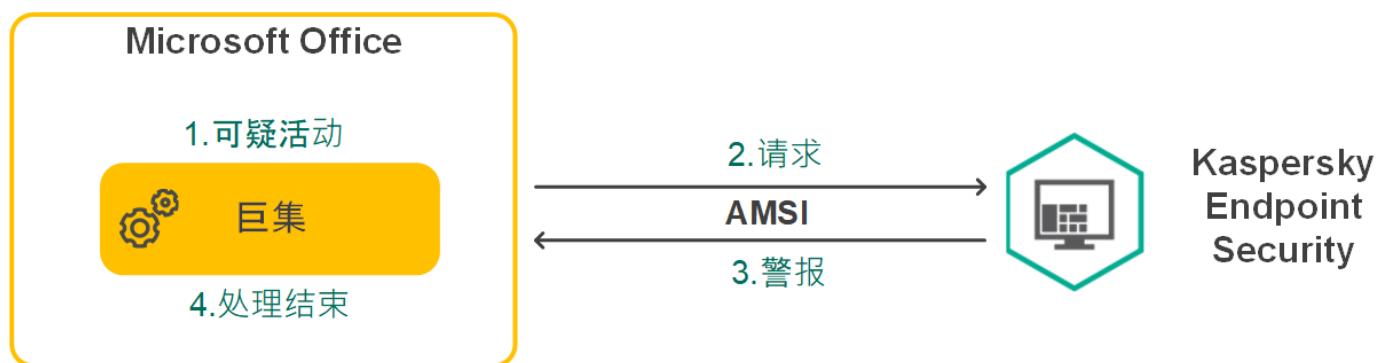 Microsoft Office
1.可疑活动
巨集
4.处理结束
2.请求
AMSI
3.警报
Kaspersky
Endpoint
Security